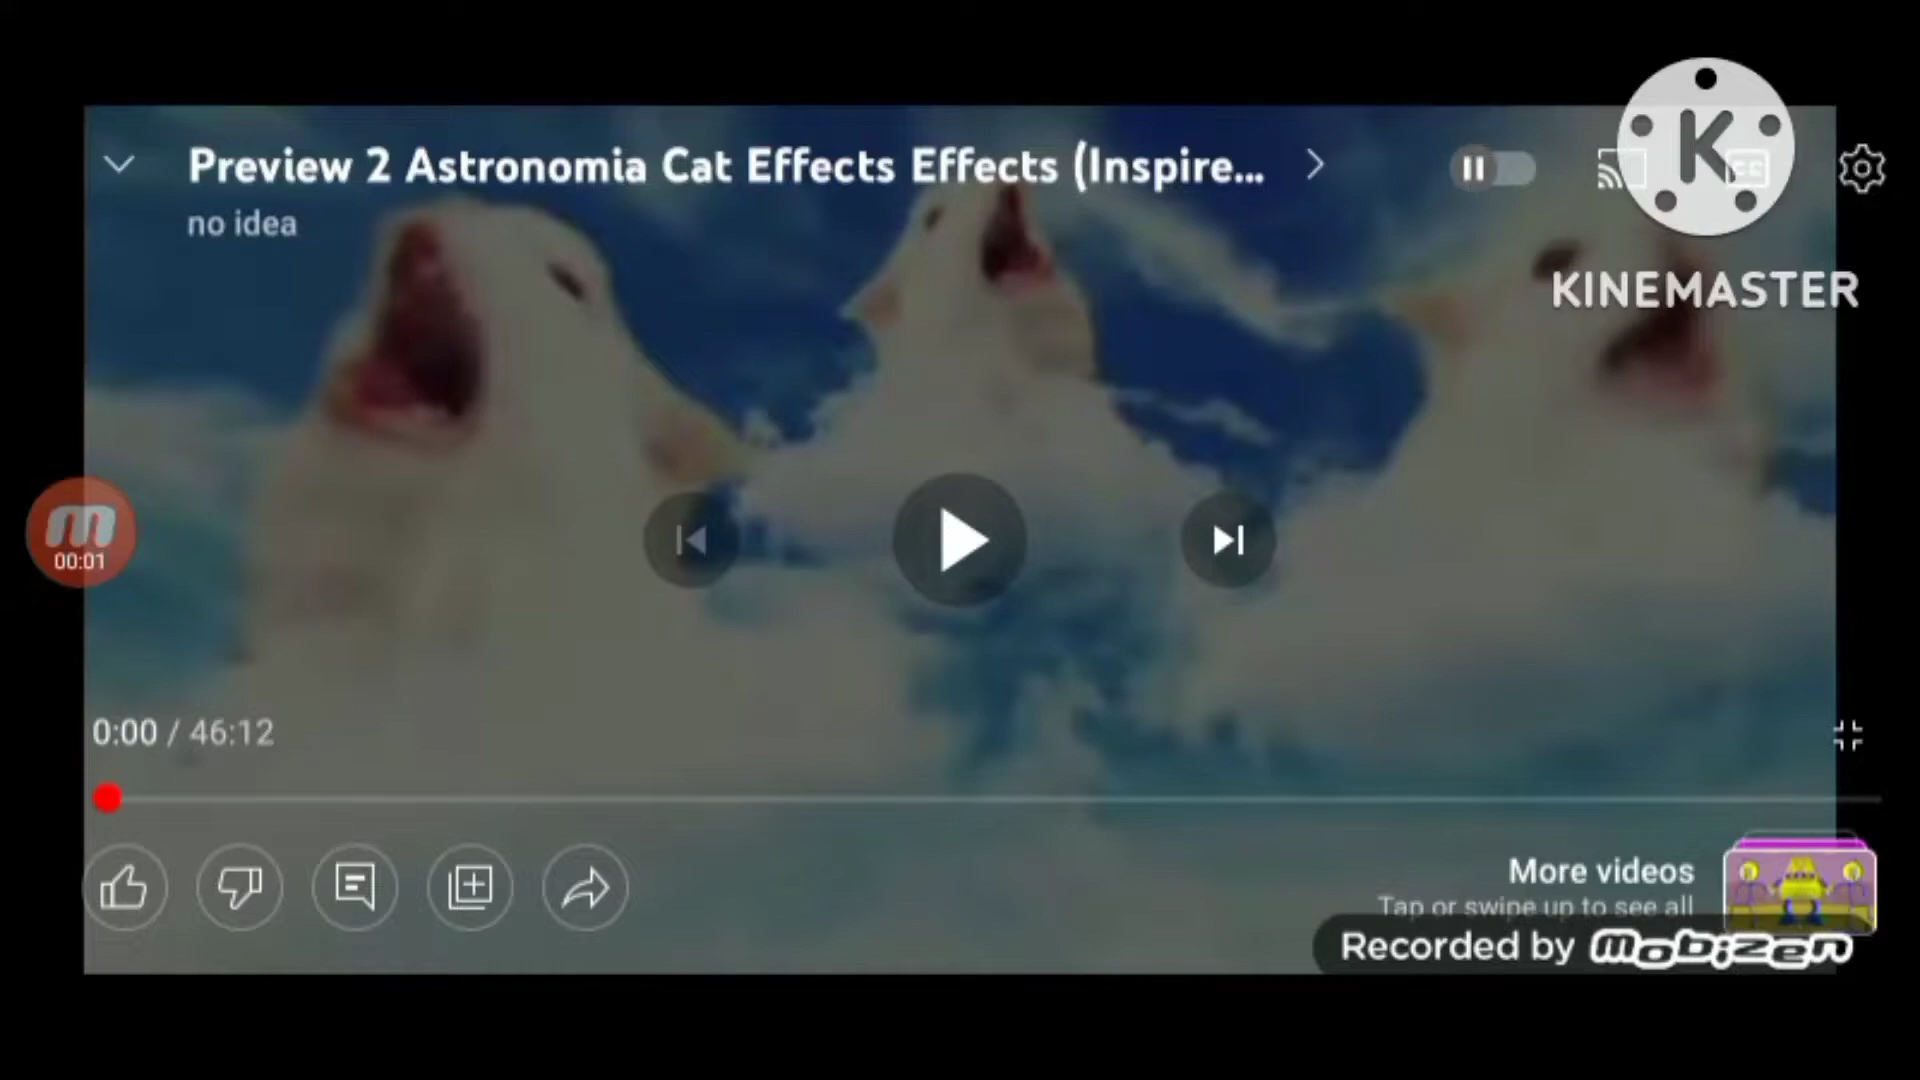 Preview 2 Astronomia Cat Effects Effects (Inspire...
no idea
K
CC
KINEMASTER
m
00:01
0:00 / 46:12
More videos
Tap or swipe up to see all
Recorded by mobizen